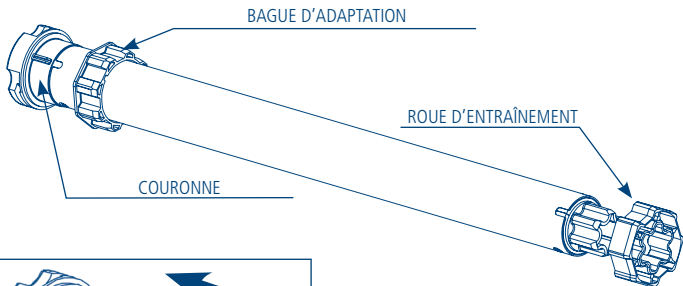 BAGUE D’ADAPTATION
ROUE D’ENTRAÎNEMENT
COURONNE